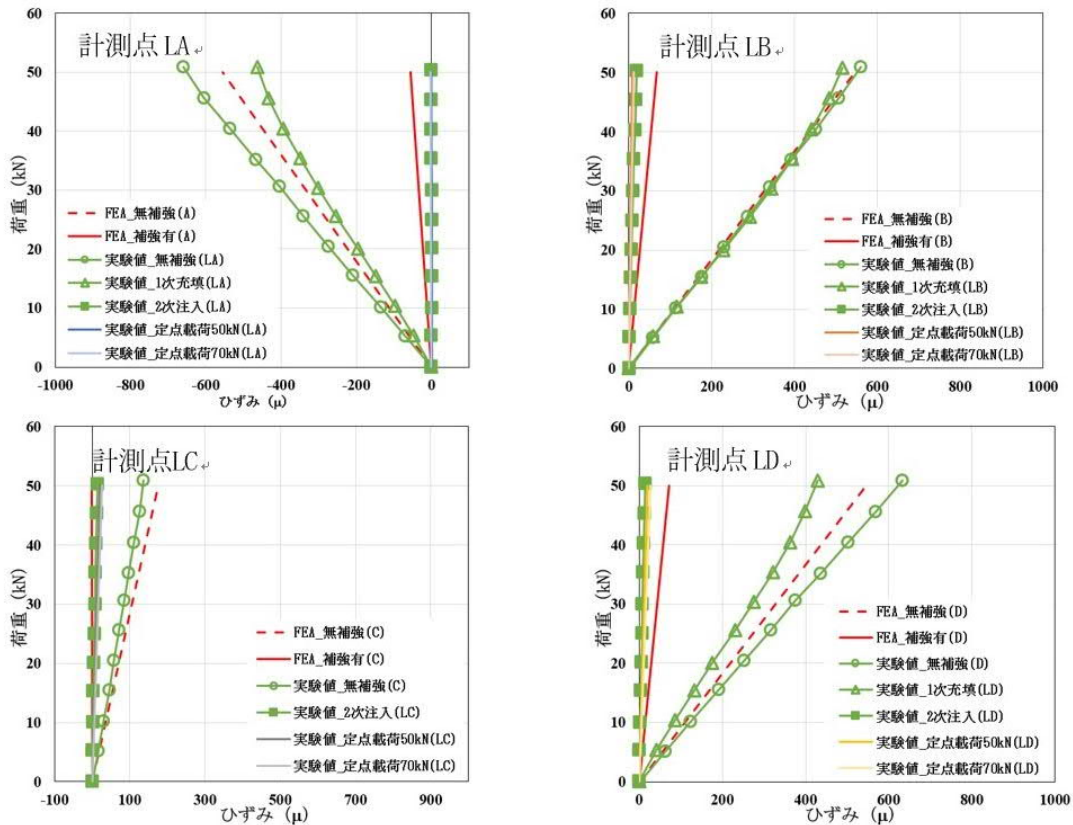 計測点 LA
60
50
40
30
20
10
0
荷重 (kN)
FEA_無補強(A)
FEA_補強有(A)
実験値_無補強(LA)
実験値_1次充填(LA)
実験値_2次注入(LA)
実験値_定点載荷50kN(LA)
実験値_定点載荷70kN(LA)
-1000 -800 -600 -400 -200 0
ひずみ (μ)
計測点 LB
60
50
40
30
20
10
0
荷重 (kN)
FEA_無補強(B)
FEA_補強有(B)
実験値_無補強(B)
実験値_1次充填(LB)
実験値_2次注入(LB)
実験値_定点載荷50kN(LB)
実験値_定点載荷70kN(LB)
0 200 400 600 800 1000
ひずみ (μ)
計測点LC
60
50
40
30
20
10
0
荷重 (kN)
FEA_無補強(C)
FEA_補強有(C)
実験値_無補強(C)
実験値_2次注入(LC)
実験値_定点載荷50kN(LC)
実験値_定点載荷70kN(LC)
-100 100 300 500 700 900
ひずみ (μ)
計測点 LD
60
50
40
30
20
10
0
荷重 (kN)
FEA_無補強(D)
FEA_補強有(D)
実験値_無補強(D)
実験値_1次充填(LD)
実験値_2次注入(LD)
実験値_定点載荷50kN(LD)
実験値_定点載荷70kN(LD)
0 200 400 600 800 1000
ひずみ (μ)